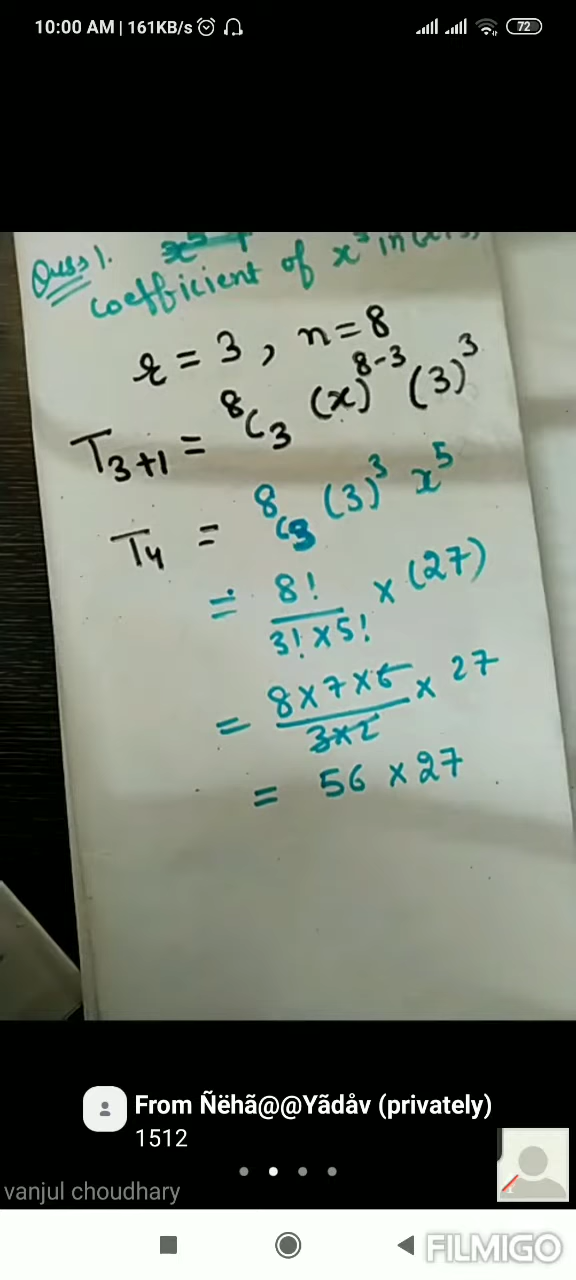 10:00 AM | 161KB/s
72
Ques 1.
coefficient of x in
r = 3, n = 8
T₃₊₁ = ⁸C₃ (x)⁸⁻³ (3)³
T₄ = ⁸C₃ (3)³ x⁵
= 8! / 3! × 5! × (27)
= 8 × 7 × 6 / 3 × 2 × 27
= 56 × 27
From Ñëhã@@Yãdåv (privately)
1512
vanjul choudhary
FILMIGO